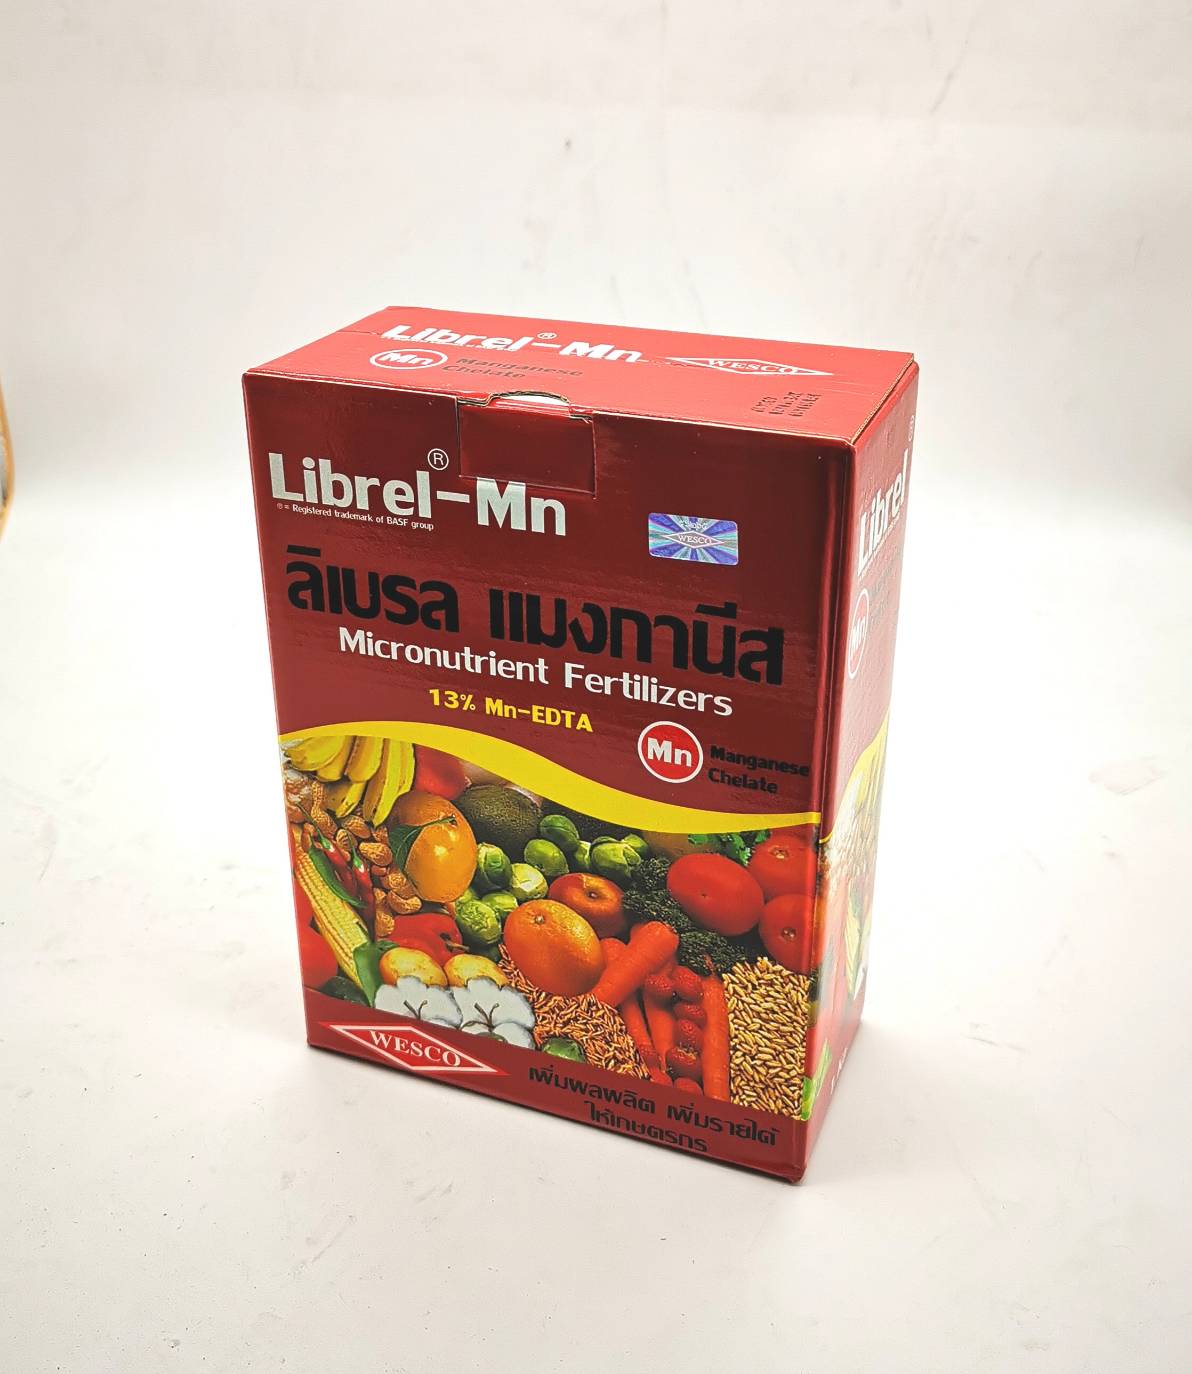 Librel®-Mn
Mn Manganese
Chelate
WESCO
Librel®-Mn
® = Registered trademark of BASF group
WESCO
ลิเบรล แมงกานีส
Micronutrient Fertilizers
13% Mn-EDTA
Mn Manganese
Chelate
WESCO
เพิ่มผลผลิต เพิ่มรายได้
ให้เกษตรกร
Librel®
Mn